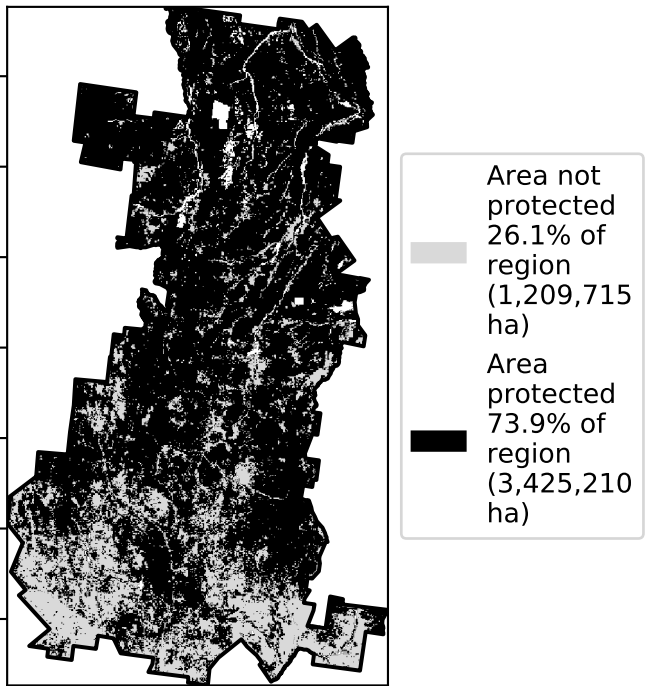 Area not
protected
26.1% of
region
(1,209,715
ha)
Area
protected
73.9% of
region
(3,425,210
ha)